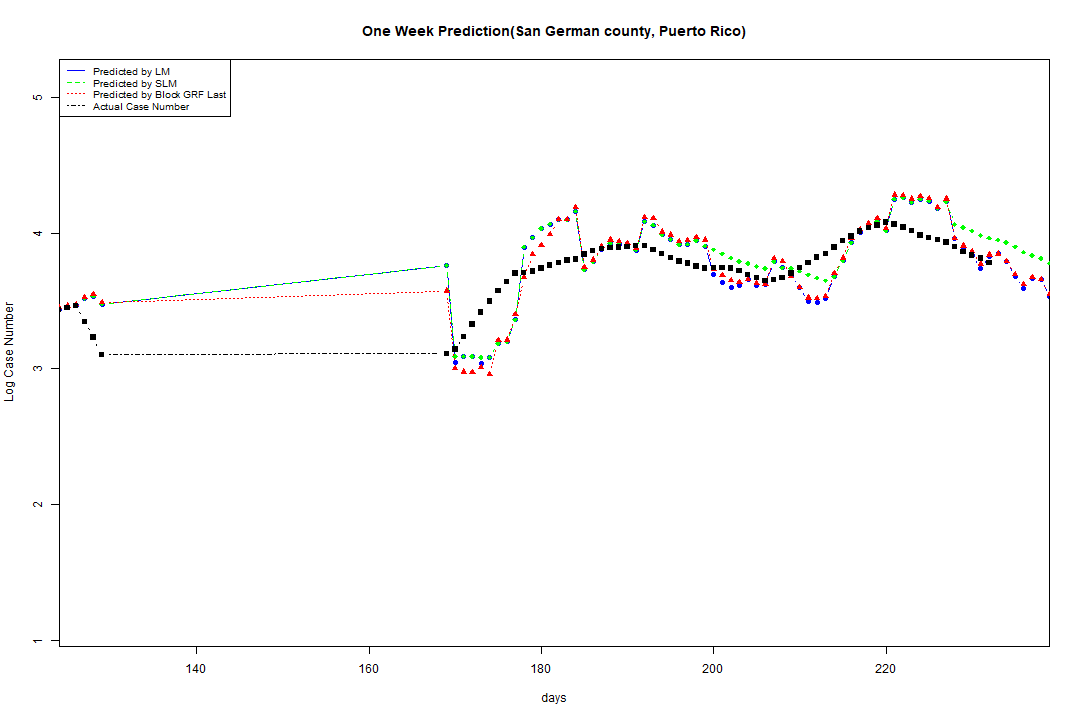 One Week Prediction(San German county, Puerto Rico)
Predicted by LM
Predicted by SLM
Predicted by Block GRF Last
Actual Case Number
5
4
3
2
1
Log Case Number
140 160 180 200 220
days